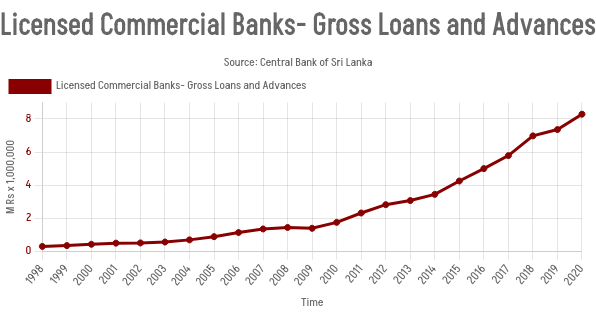 Licensed Commercial Banks- Gross Loans and Advances
Source: Central Bank of Sri Lanka
Licensed Commercial Banks- Gross Loans and Advances
M Rs x 1,000,000
8
6
4
2
0
1998 1999 2000 2001 2002 2003 2004 2005 2006 2007 2008 2009 2010 2011 2012 2013 2014 2015 2016 2017 2018 2019 2020
Time